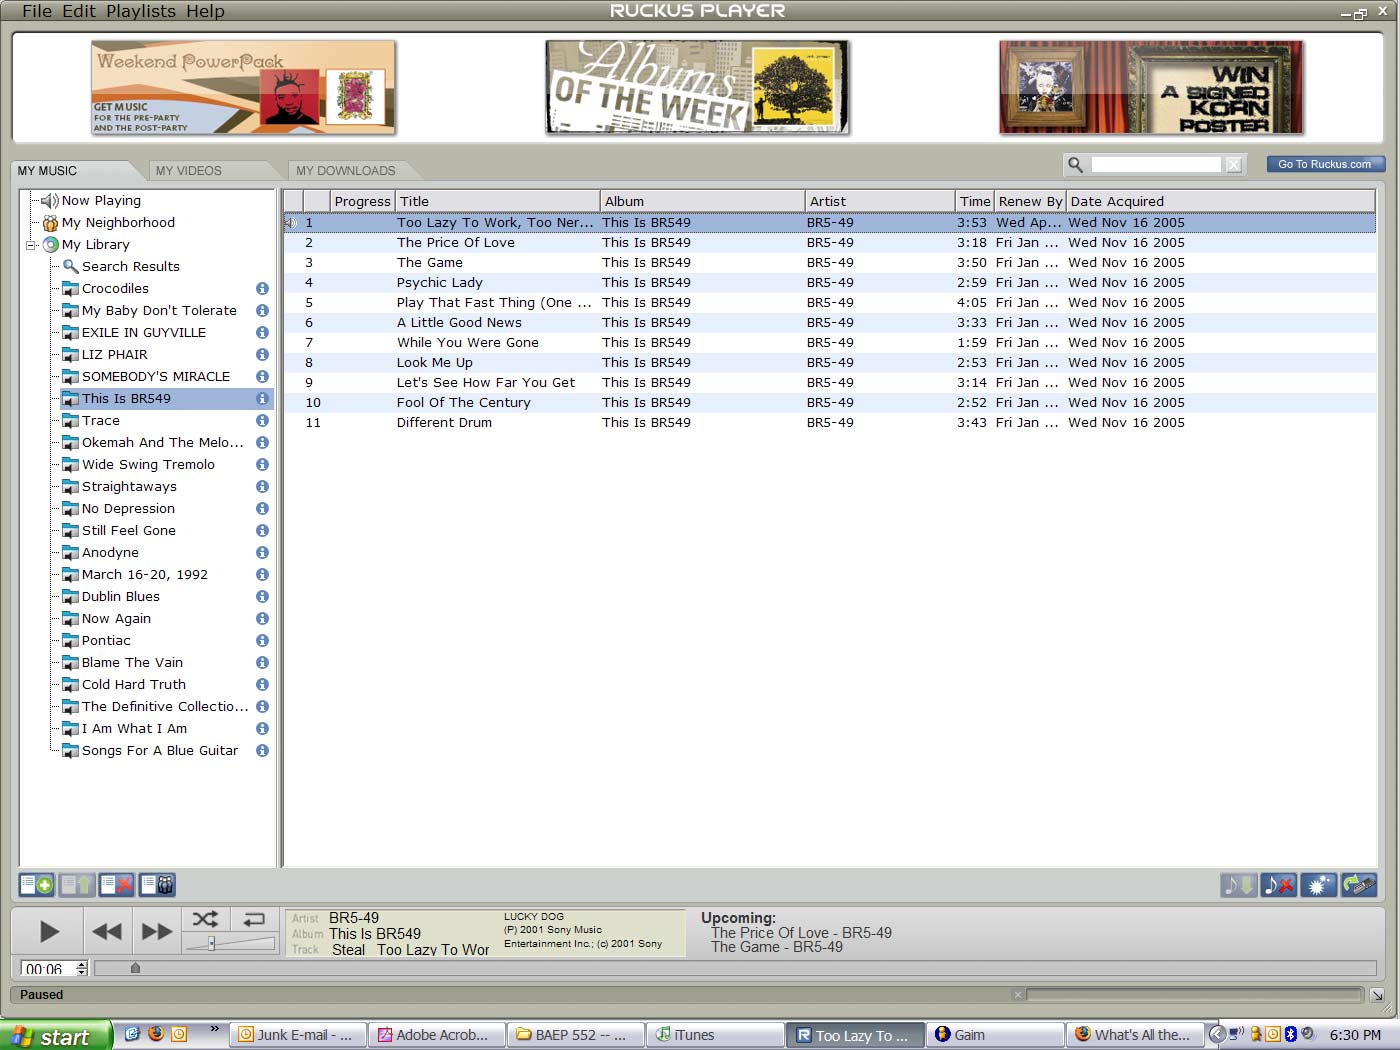 File Edit Playlists Help
RUCKUS PLAYER
Weekend PowerPack
GET MUSIC
FOR THE PRE-PARTY
AND THE POST-PARTY
Albums
OF THE WEEK
WIN
A SIGNED
KORN
POSTER
MY MUSIC
MY VIDEOS
MY DOWNLOADS
Go To Ruckus.com
Now Playing
My Neighborhood
My Library
Search Results
Crocodiles
My Baby Don't Tolerate
EXILE IN GUYVILLE
LIZ PHAIR
SOMEBODY'S MIRACLE
This Is BR549
Trace
Okemah And The Melo...
Wide Swing Tremolo
Straightaways
No Depression
Still Feel Gone
Anodyne
March 16-20, 1992
Dublin Blues
Now Again
Pontiac
Blame The Vain
Cold Hard Truth
The Definitive Collectio...
I Am What I Am
Songs For A Blue Guitar
Progress Title Album Artist Time Renew By Date Acquired
1 Too Lazy To Work, Too Ner... This Is BR549 BR5-49 3:53 Wed Ap... Wed Nov 16 2005
2 The Price Of Love This Is BR549 BR5-49 3:18 Fri Jan ... Wed Nov 16 2005
3 The Game This Is BR549 BR5-49 3:50 Fri Jan ... Wed Nov 16 2005
4 Psychic Lady This Is BR549 BR5-49 2:59 Fri Jan ... Wed Nov 16 2005
5 Play That Fast Thing (One ... This Is BR549 BR5-49 4:05 Fri Jan ... Wed Nov 16 2005
6 A Little Good News This Is BR549 BR5-49 3:33 Fri Jan ... Wed Nov 16 2005
7 While You Were Gone This Is BR549 BR5-49 1:59 Fri Jan ... Wed Nov 16 2005
8 Look Me Up This Is BR549 BR5-49 2:53 Fri Jan ... Wed Nov 16 2005
9 Let's See How Far You Get This Is BR549 BR5-49 3:14 Fri Jan ... Wed Nov 16 2005
10 Fool Of The Century This Is BR549 BR5-49 2:52 Fri Jan ... Wed Nov 16 2005
11 Different Drum This Is BR549 BR5-49 3:43 Fri Jan ... Wed Nov 16 2005
Artist BR5-49
Album This Is BR549
Track Steal Too Lazy To Wor
LUCKY DOG
(P) 2001 Sony Music
Entertainment Inc.; (c) 2001 Sony
Upcoming:
The Price Of Love - BR5-49
The Game - BR5-49
00:06
Paused
start
Junk E-mail - ...
Adobe Acrob...
BAEP 552 -- ...
iTunes
Too Lazy To ...
Gaim
What's All the...
6:30 PM